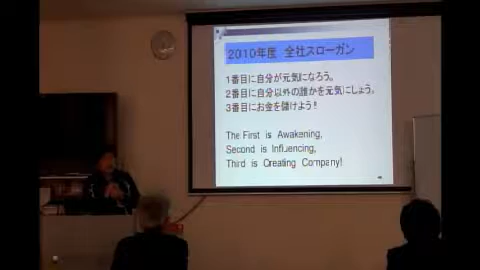 2010年度 全社スローガン
1番目に自分が元気になろう。
2番目に自分以外の誰かを元気にしよう。
3番目にお金を儲けよう!
The First is Awakening,
Second is Influencing,
Third is Creating Company!